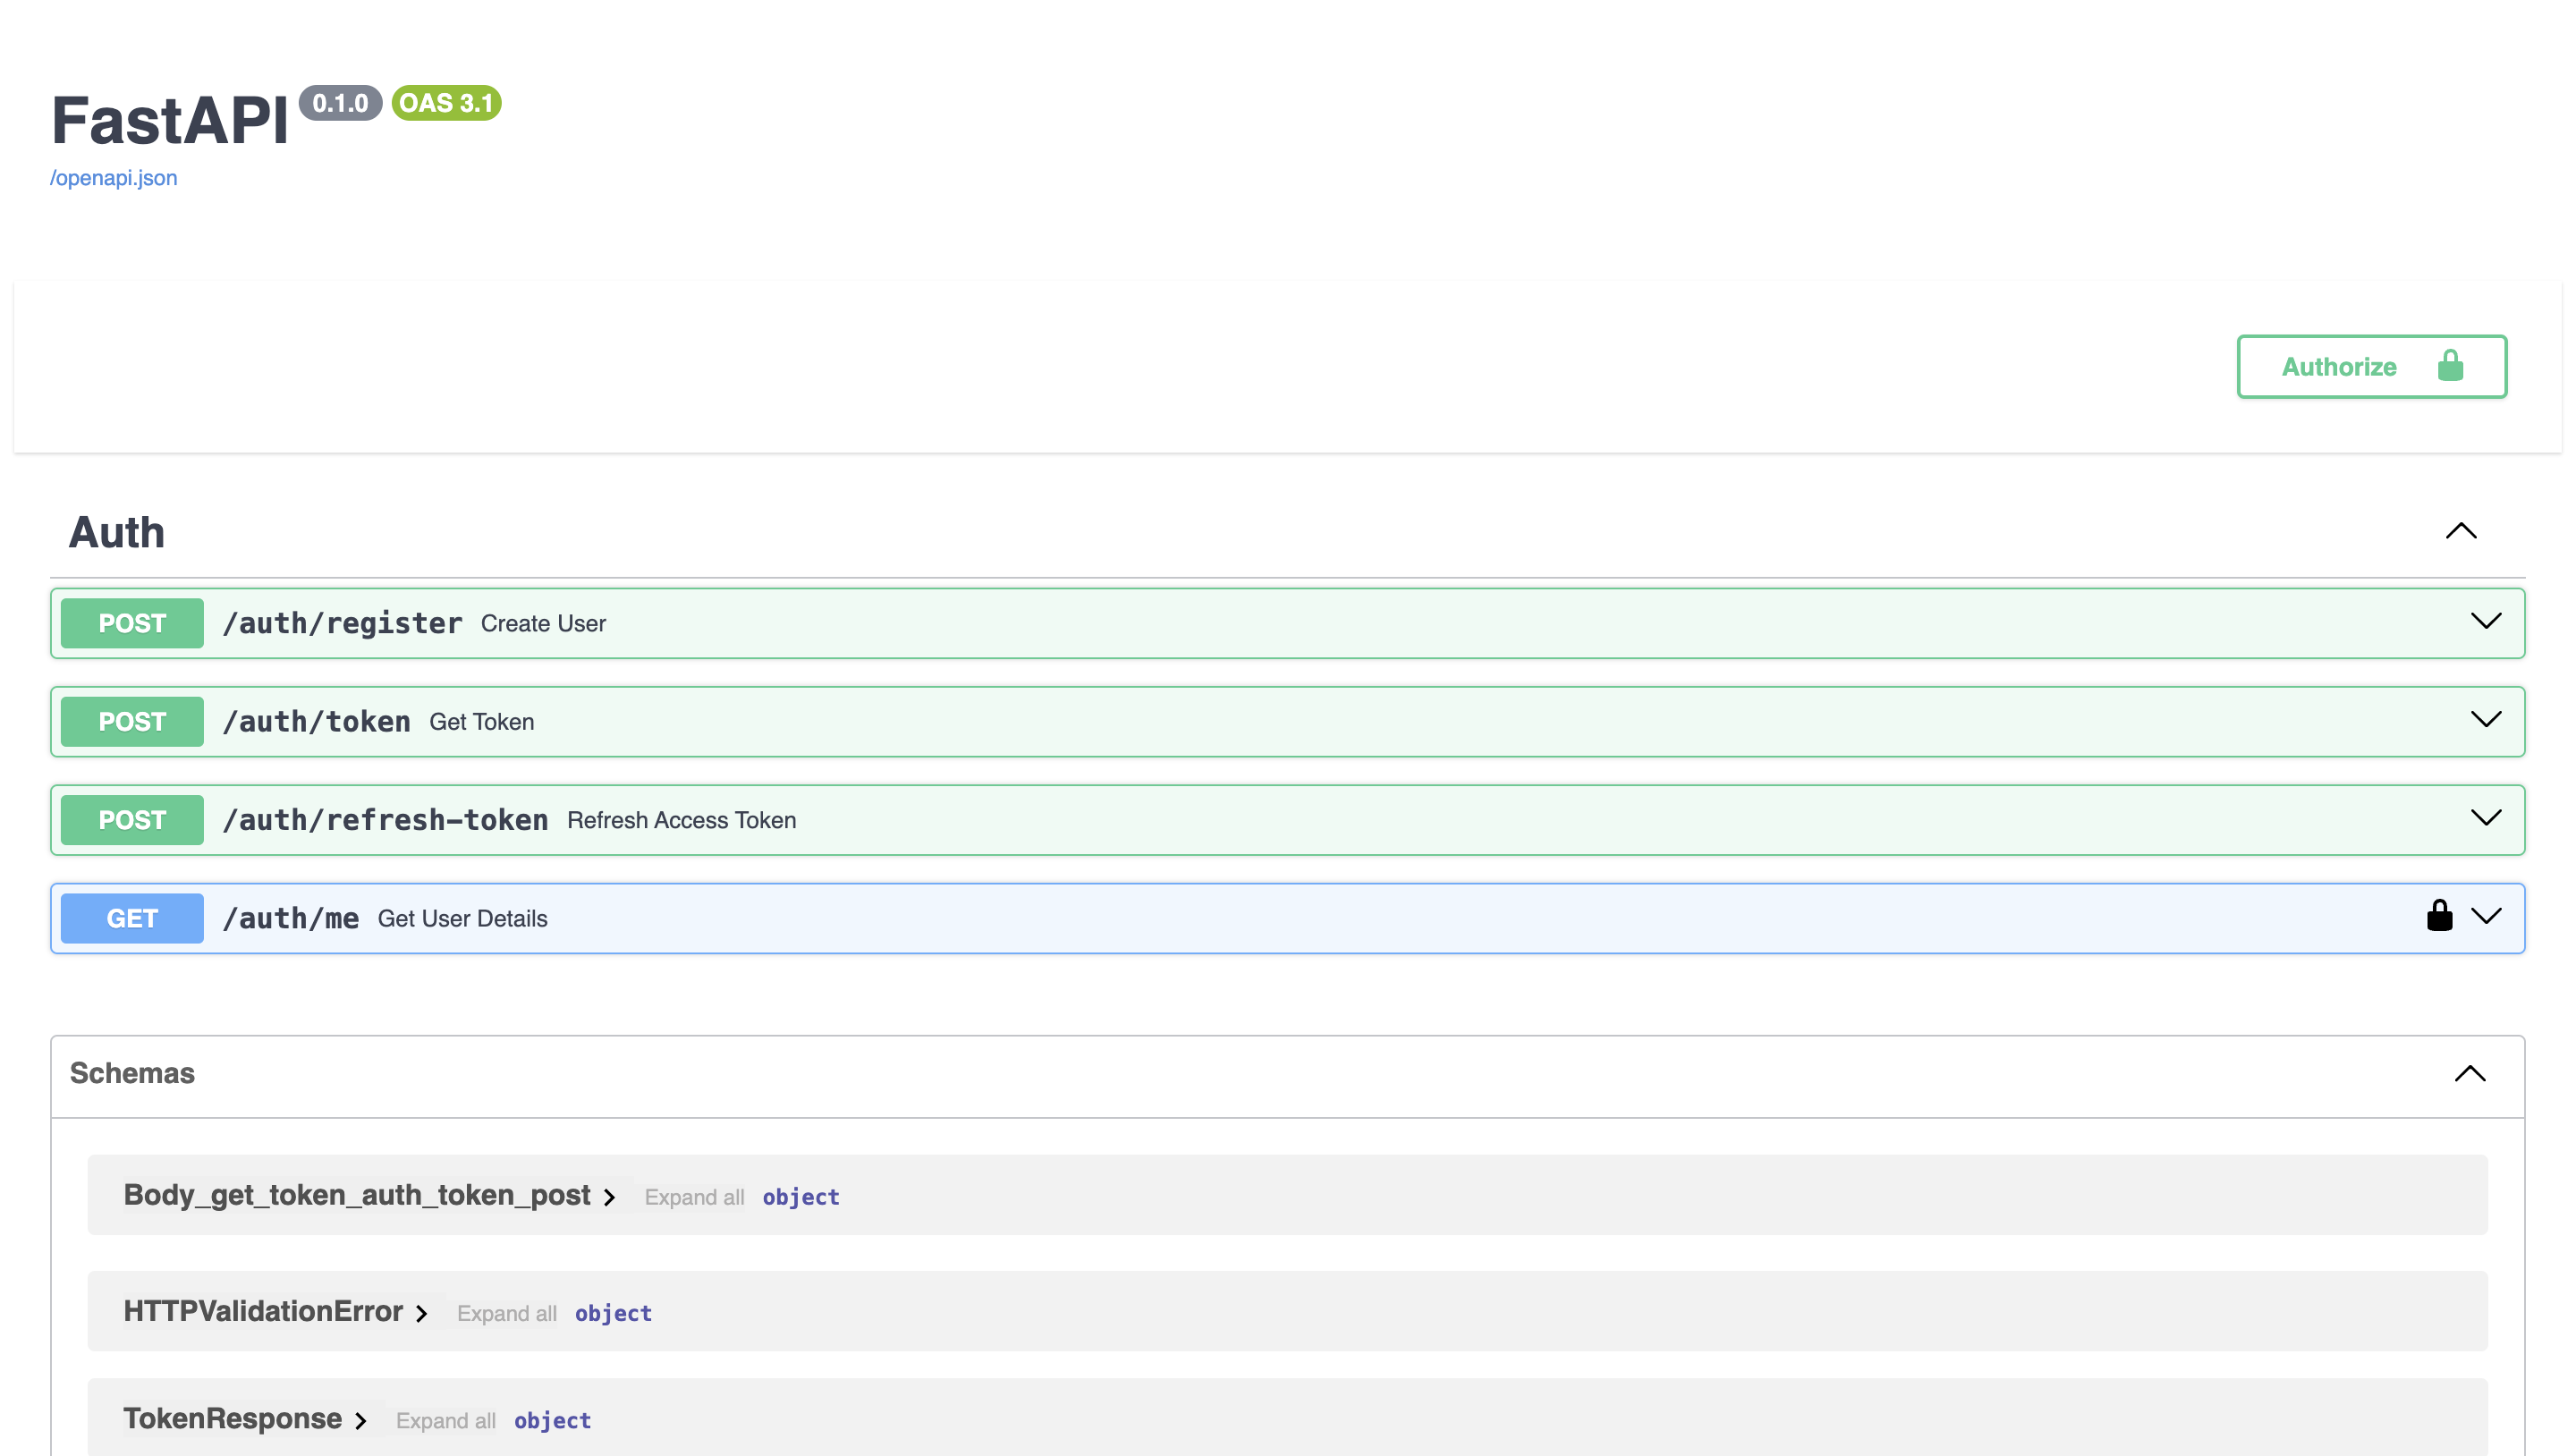 FastAPI 0.1.0 OAS 3.1
/openapi.json
Authorize
Auth
POST /auth/register Create User
POST /auth/token Get Token
POST /auth/refresh-token Refresh Access Token
GET /auth/me Get User Details
Schemas
Body_get_token_auth_token_post Expand all object
HTTPValidationError Expand all object
TokenResponse Expand all object